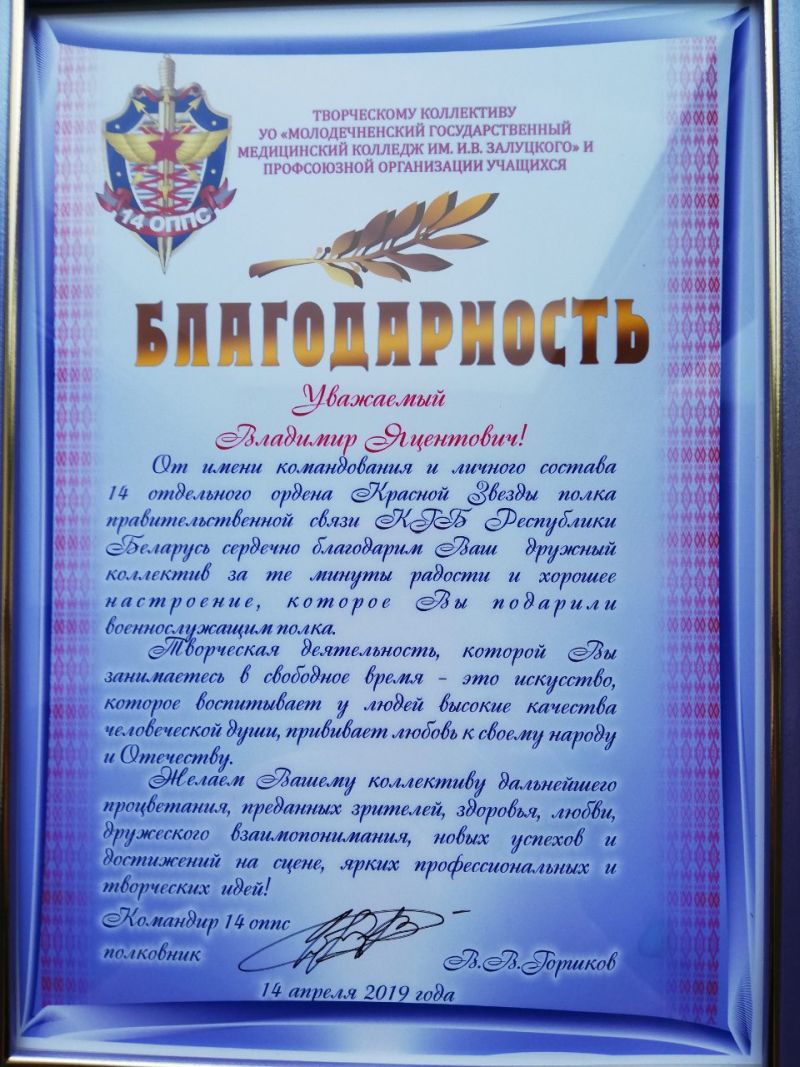 14 ОППС
ТВОРЧЕСКОМУ КОЛЛЕКТИВУ
УО «МОЛОДЕЧНЕНСКИЙ ГОСУДАРСТВЕННЫЙ
МЕДИЦИНСКИЙ КОЛЛЕДЖ ИМ. И.В. ЗАЛУЦКОГО» И
ПРОФСОЮЗНОЙ ОРГАНИЗАЦИИ УЧАЩИХСЯ
БЛАГОДАРНОСТЬ
Уважаемый
Владимир Яцентович!
От имени командования и личного состава
14 отдельного ордена Красной Звезды полка
правительственной связи КГБ Республики
Беларусь сердечно благодарим Ваш дружный
коллектив за те минуты радости и хорошее
настроение, которое Вы подарили
военнослужащим полка.
Творческая деятельность, которой Вы
занимаетесь в свободное время - это искусство,
которое воспитывает у людей высокие качества
человеческой души, прививает любовь к своему народу
и Отечеству.
Желаем Вашему коллективу дальнейшего
процветания, преданных зрителей, здоровья, любви,
дружеского взаимопонимания, новых успехов и
достижений на сцене, ярких профессиональных и
творческих идей!
Командир 14 оппс
полковник В.В.Горшков
14 апреля 2019 года